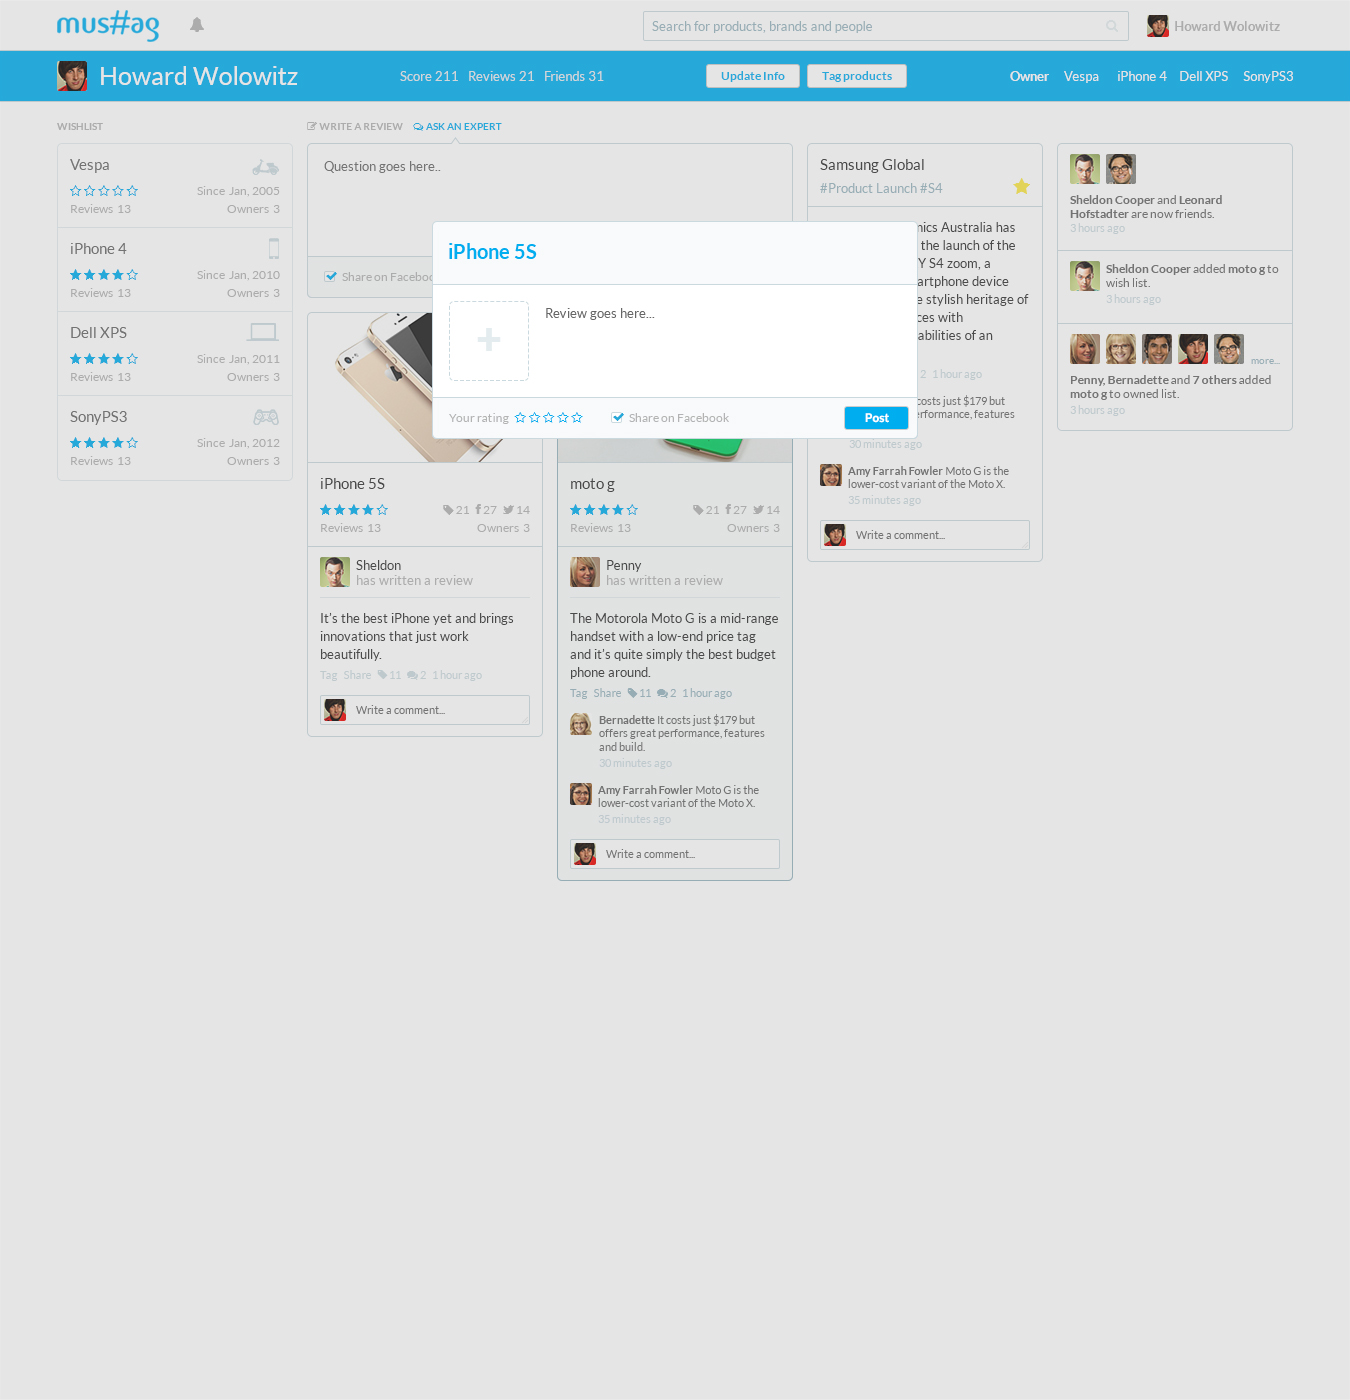 mus#ag
Search for products, brands and people
Howard Wolowitz
Howard Wolowitz
Score 211 Reviews 21 Friends 31
Update Info
Tag products
Owner Vespa iPhone 4 Dell XPS SonyPS3
WISHLIST
Vespa
Since Jan, 2005
Reviews 13 Owners 3
iPhone 4
Since Jan, 2010
Reviews 13 Owners 3
Dell XPS
Since Jan, 2011
Reviews 13 Owners 3
SonyPS3
Since Jan, 2012
Reviews 13 Owners 3
WRITE A REVIEW ASK AN EXPERT
Question goes here..
Share on Facebook
iPhone 5S
Review goes here...
Your rating
Share on Facebook
Post
iPhone 5S
21 27 14
Reviews 13 Owners 3
Sheldon
has written a review
It's the best iPhone yet and brings
innovations that just work
beautifully.
Tag Share 11 2 1 hour ago
Write a comment...
moto g
21 27 14
Reviews 13 Owners 3
Penny
has written a review
The Motorola Moto G is a mid-range
handset with a low-end price tag
and it's quite simply the best budget
phone around.
Tag Share 11 2 1 hour ago
Bernadette It costs just $179 but
offers great performance, features
and build.
30 minutes ago
Amy Farrah Fowler Moto G is the
lower-cost variant of the Moto X.
35 minutes ago
Write a comment...
Samsung Global
#Product Launch #S4
nics Australia has
the launch of the
Y S4 zoom, a
artphone device
e stylish heritage of
ces with
abilities of an
2 1 hour ago
costs just $179 but
erformance, features
30 minutes ago
Amy Farrah Fowler Moto G is the
lower-cost variant of the Moto X.
35 minutes ago
Write a comment...
Sheldon Cooper and Leonard
Hofstadter are now friends.
3 hours ago
Sheldon Cooper added moto g to
wish list.
3 hours ago
more...
Penny, Bernadette and 7 others added
moto g to owned list.
3 hours ago